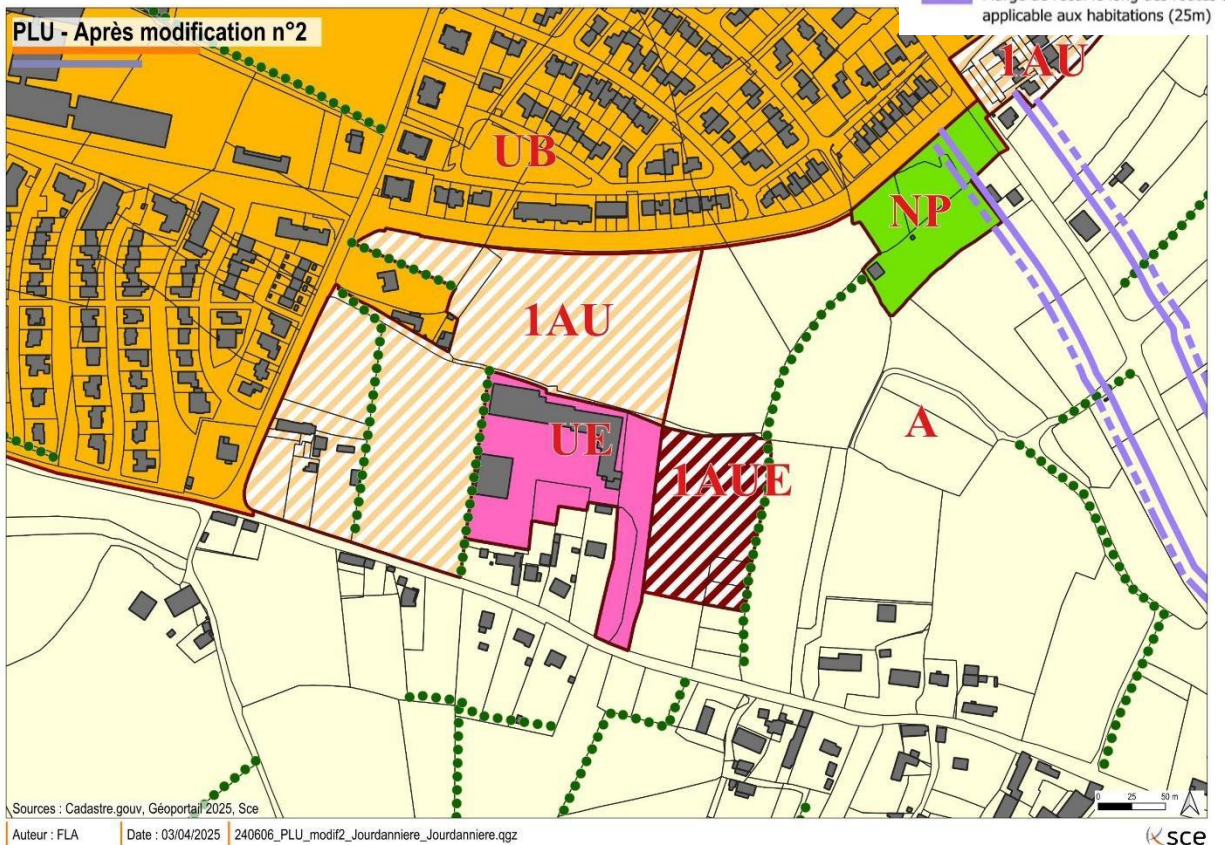 applicable aux habitations (25m)
PLU - Après modification n°2
1AU
UB
NP
1AU
A
UE
1AUE
Sources : Cadastre.gouv, Géoportail 2025, Sce
0 25 50 m
Auteur : FLA Date : 03/04/2025 240606_PLU_modif2_Jourdanniere_Jourdanniere.qgz
sce